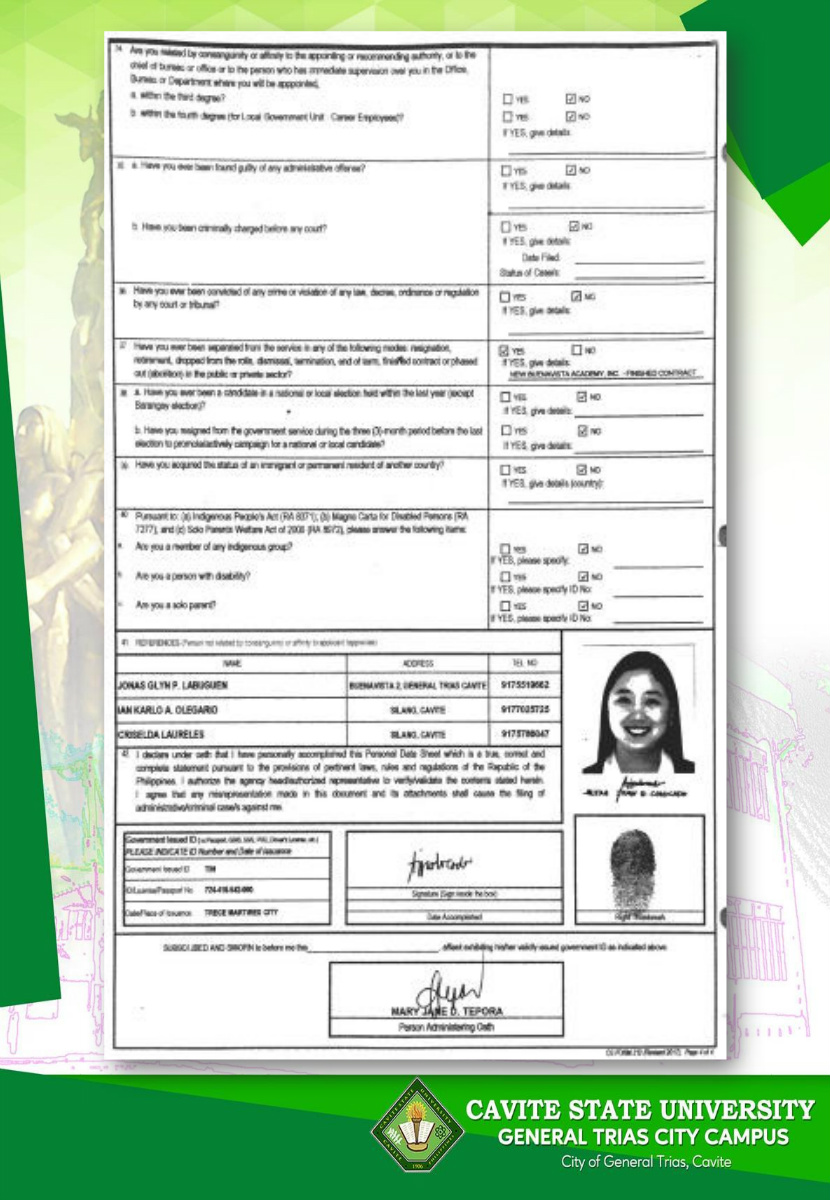 34. Are you related by consanguinity or affinity to the appointing or recommending authority, or to the
chief of bureau or office or to the person who has immediate supervision over you in the Office,
Bureau or Department where you will be apppointed,
a. within the third degree?
YES NO
b. within the fourth degree (for Local Government Unit Career Employees)?
YES NO
If YES, give details:
35. a. Have you ever been found guilty of any administrative offense?
YES NO
If YES, give details:
b. Have you been criminally charged before any court?
YES NO
If YES, give details:
Date Filed:
Status of Case/s:
36. Have you ever been convicted of any crime or violation of any law, decree, ordinance or regulation
by any court or tribunal?
YES NO
If YES, give details:
37. Have you ever been separated from the service in any of the following modes: resignation,
retirement, dropped from the rolls, dismissal, termination, end of term, finished contract or phased
out (abolition) in the public or private sector?
YES NO
If YES, give details:
NEW BUENAVISTA ACADEMY, INC. - FINISHED CONTRACT
38. a. Have you ever been a candidate in a national or local election held within the last year (except
Barangay election)?
YES NO
If YES, give details:
b. Have you resigned from the government service during the three (3)-month period before the last
election to promote/actively campaign for a national or local candidate?
YES NO
If YES, give details:
39. Have you acquired the status of an immigrant or permanent resident of another country?
YES NO
If YES, give details (country):
40. Pursuant to: (a) Indigenous People's Act (RA 8371); (b) Magna Carta for Disabled Persons (RA
7277); and (c) Solo Parents Welfare Act of 2000 (RA 8972), please answer the following items:
a. Are you a member of any indigenous group?
YES NO
If YES, please specify:
b. Are you a person with disability?
YES NO
If YES, please specify ID No:
c. Are you a solo parent?
YES NO
If YES, please specify ID No:
41. REFERENCES (Person not related by consanguinity or affinity to applicant /appointee)
NAME ADDRESS TEL. NO.
JONAS GLYN P. LABUGUEN BUENAVISTA 2, GENERAL TRIAS CAVITE
IAN KARLO A. OLEGARIO SILANG, CAVITE
CRISELDA LAURELES SILANG, CAVITE
42. I declare under oath that I have personally accomplished this Personal Data Sheet which is a true, correct and
complete statement pursuant to the provisions of pertinent laws, rules and regulations of the Republic of the
Philippines. I authorize the agency head/authorized representative to verify/validate the contents stated herein.
I agree that any misrepresentation made in this document and its attachments shall cause the filing of
administrative/criminal case/s against me.
Government Issued ID
PLEASE INDICATE ID Number and Date of Issuance
Government Issued ID: TIN
ID/License/Passport No.:
Date/Place of Issuance: TRECE MARTIRES CITY
Signature (Sign inside the box)
Date Accomplished
Right Thumbmark
SUBSCRIBED AND SWORN to before me this , affiant exhibiting his/her validly issued government ID as indicated above.
MARY JANE D. TEPORA
Person Administering Oath
CS FORM 212 (Revised 2017), Page 4 of 4
CAVITE STATE UNIVERSITY
GENERAL TRIAS CITY CAMPUS
City of General Trias, Cavite
CAVITE STATE UNIVERSITY
CAVITE PHILIPPINES
1906